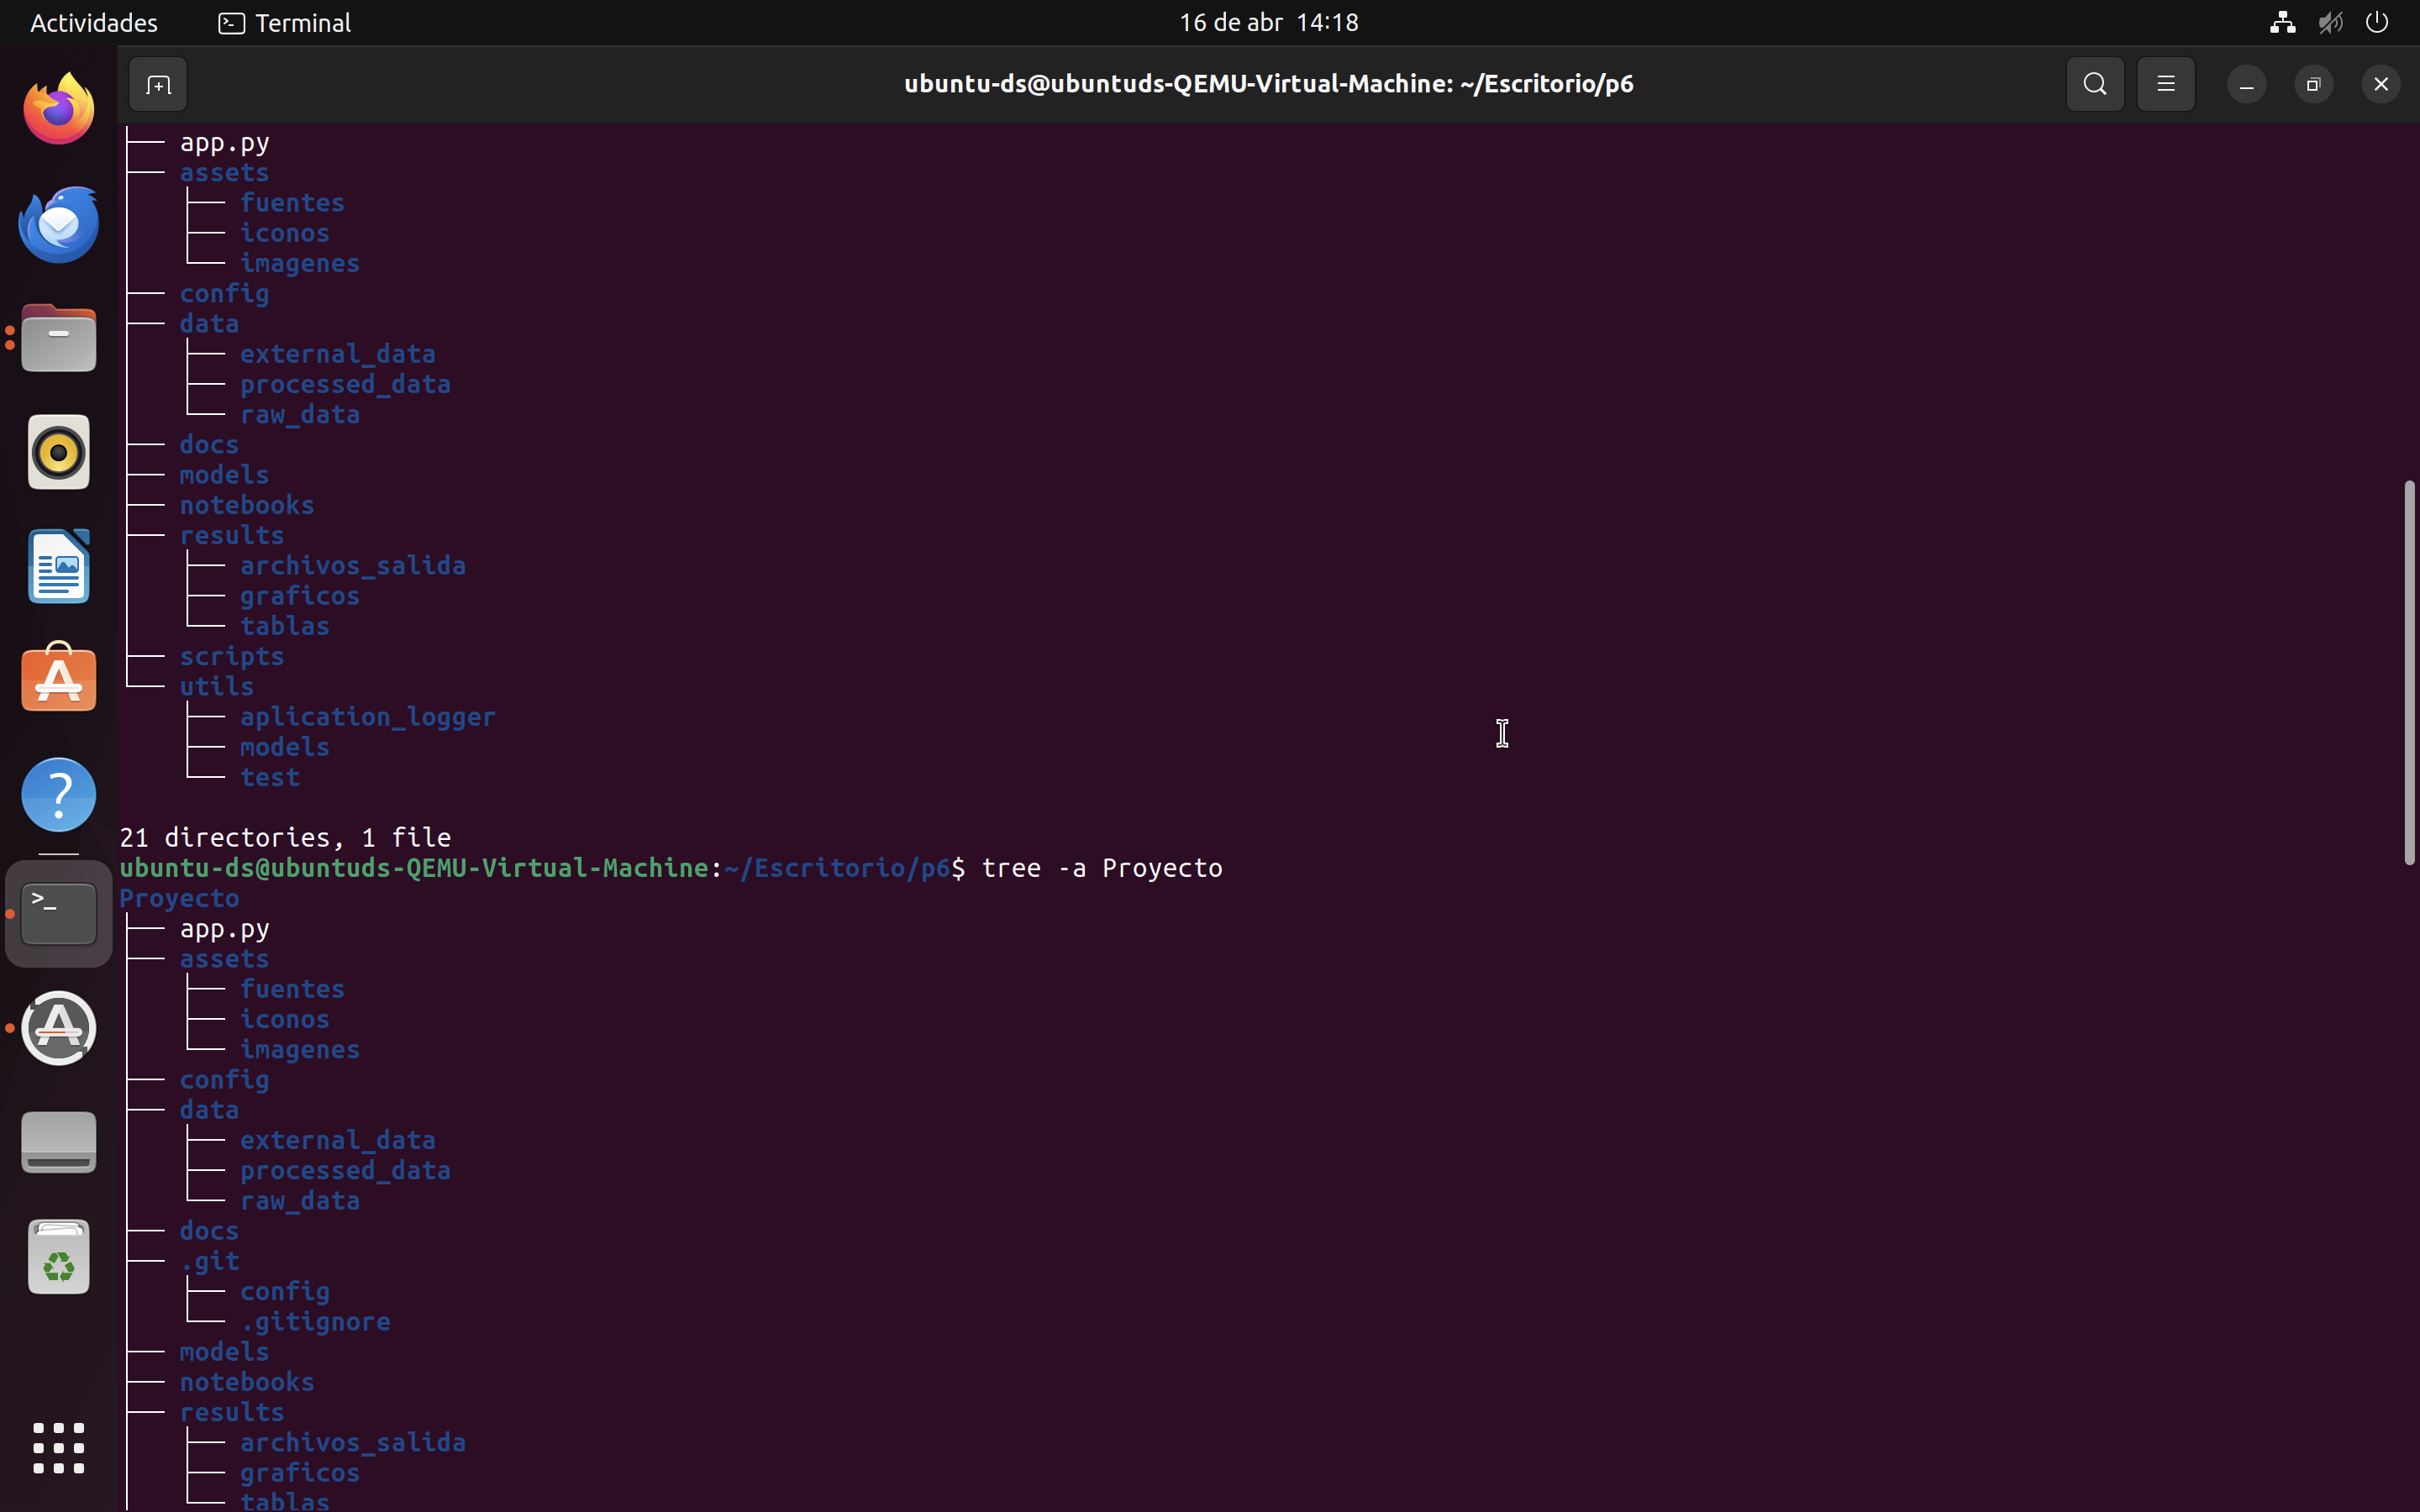 Actividades
Terminal
16 de abr 14:18
ubuntu-ds@ubuntuds-QEMU-Virtual-Machine: ~/Escritorio/p6
├── app.py
├── assets
│   ├── fuentes
│   ├── iconos
│   └── imagenes
├── config
├── data
│   ├── external_data
│   ├── processed_data
│   └── raw_data
├── docs
├── models
├── notebooks
├── results
│   ├── archivos_salida
│   ├── graficos
│   └── tablas
├── scripts
└── utils
    ├── aplication_logger
    ├── models
    └── test
21 directories, 1 file
ubuntu-ds@ubuntuds-QEMU-Virtual-Machine:~/Escritorio/p6$ tree -a Proyecto
Proyecto
├── app.py
├── assets
│   ├── fuentes
│   ├── iconos
│   └── imagenes
├── config
├── data
│   ├── external_data
│   ├── processed_data
│   └── raw_data
├── docs
├── .git
│   ├── config
│   └── .gitignore
├── models
├── notebooks
├── results
│   ├── archivos_salida
│   ├── graficos
│   └── tablas